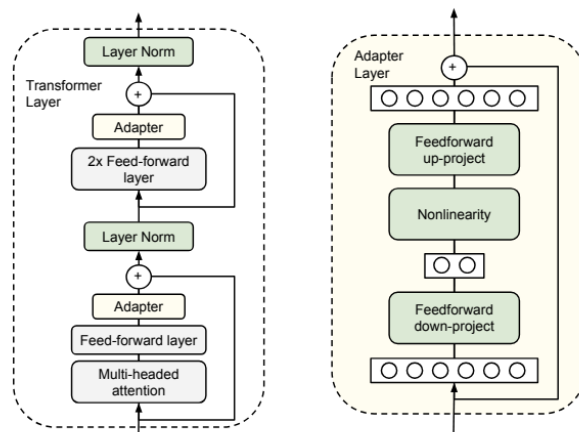 Layer Norm
Transformer
Layer
+
Adapter
2x Feed-forward
layer
Layer Norm
+
Adapter
Feed-forward layer
Multi-headed
attention
Adapter
Layer
+
Feedforward
up-project
Nonlinearity
Feedforward
down-project